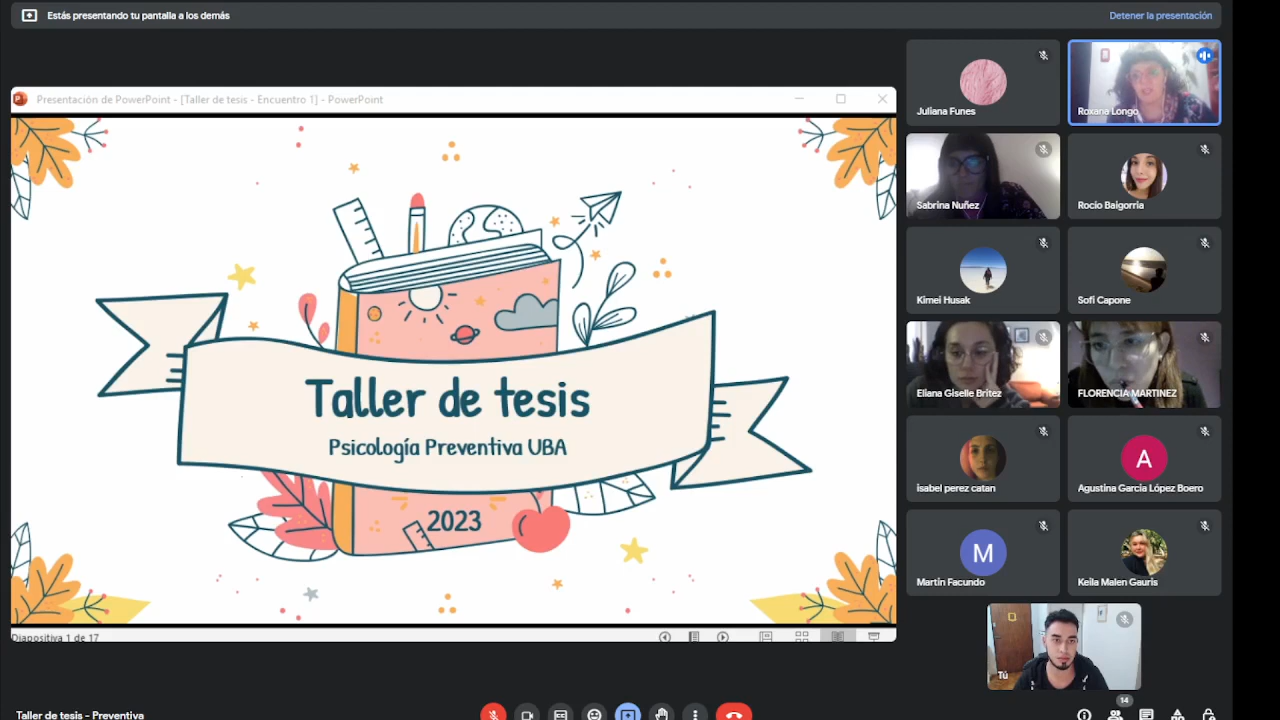 Estás presentando tu pantalla a los demás
Detener la presentación
Presentación de PowerPoint - [Taller de tesis - Encuentro 1] - PowerPoint
Taller de tesis
Psicología Preventiva UBA
2023
Diapositiva 1 de 17
Juliana Funes
Roxana Longo
Sabrina Nuñez
Rocio Baigorria
Kimei Husak
Sofi Capone
Eliana Giselle Britez
FLORENCIA MARTINEZ
isabel perez catan
A
Agustina García López Boero
M
Martín Facundo
Keila Malen Gauris
Tú
14
Taller de tesis - Preventiva